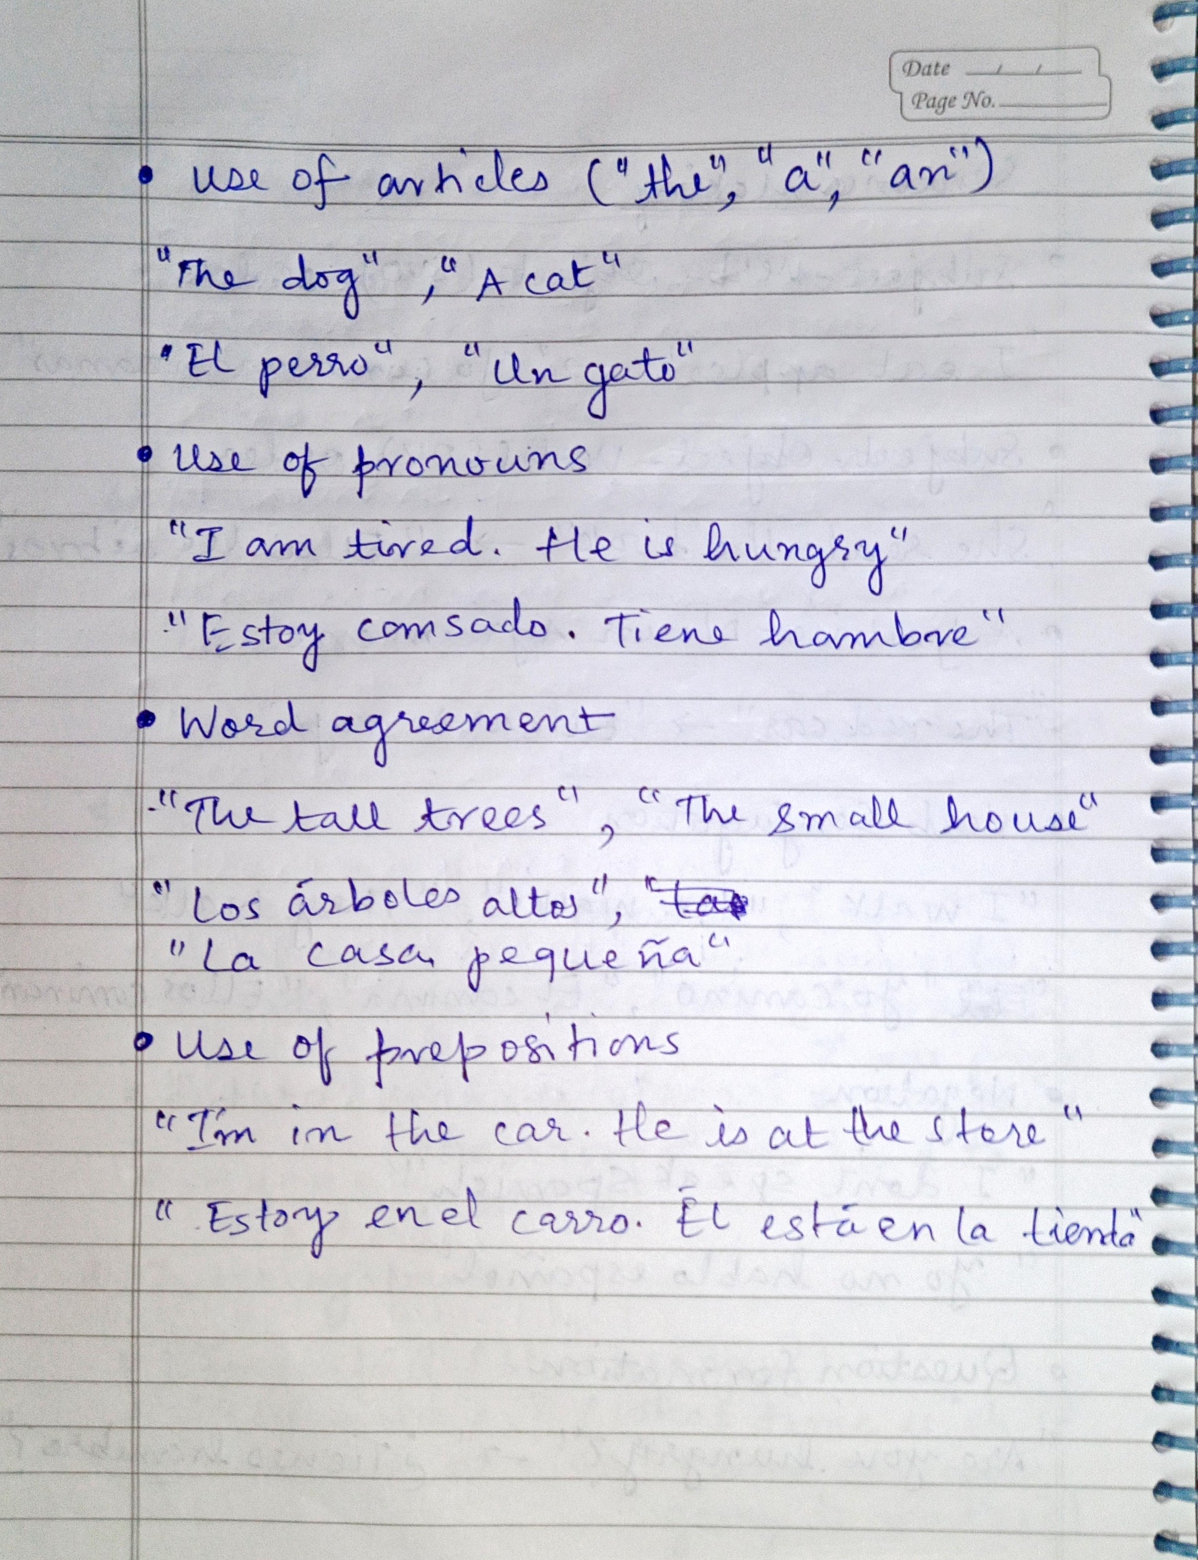 Date __/__/__
Page No.
• Use of articles ("the", "a", "an")
"The dog", "A cat"
"El perro", "Un gato"
• Use of pronouns
"I am tired. He is hungry"
"Estoy comsado. Tiene hambre"
• Word agreement
"The tall trees", "The small house"
"Los árboles altos",
"La casa pequeña"
• Use of prepositions
"I'm in the car. He is at the store"
"Estoy en el carro. Él está en la tienda"